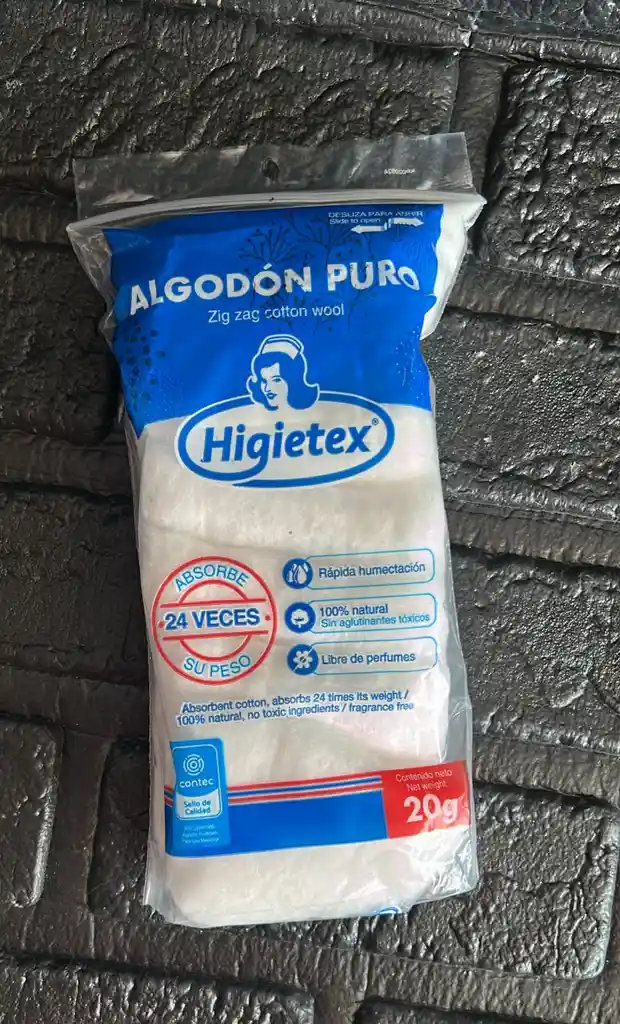 DESLIZA PARA ABRIR
Slide to open
ALGODÓN PURO
Zig zag cotton wool
Higietex®
ABSORBE
24 VECES
SU PESO
Rápida humectación
100% natural
Sin aglutinantes tóxicos
Libre de perfumes
Absorbent cotton, absorbs 24 times its weight /
100% natural, no toxic ingredients / fragrance free
contec
Sello de
Calidad
Contenido neto
Net weight
20g